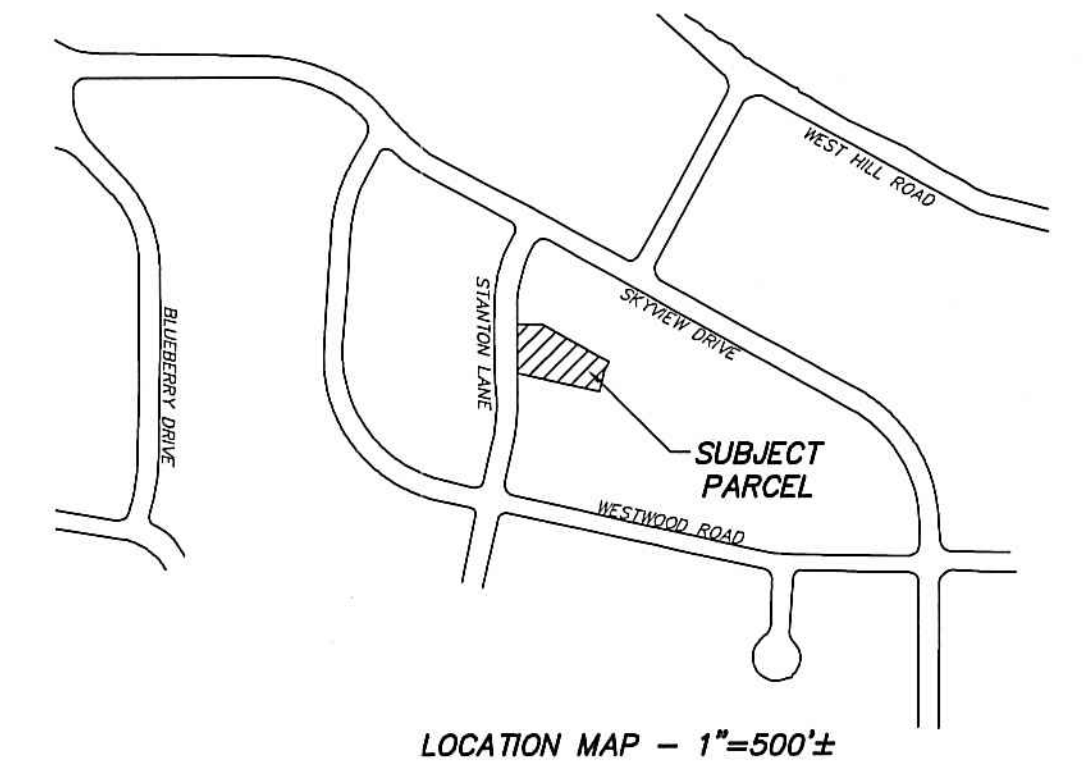 WEST HILL ROAD
SKYVIEW DRIVE
STANTON LANE
BLUEBERRY DRIVE
SUBJECT
PARCEL
WESTWOOD ROAD
LOCATION MAP - 1"=500'±